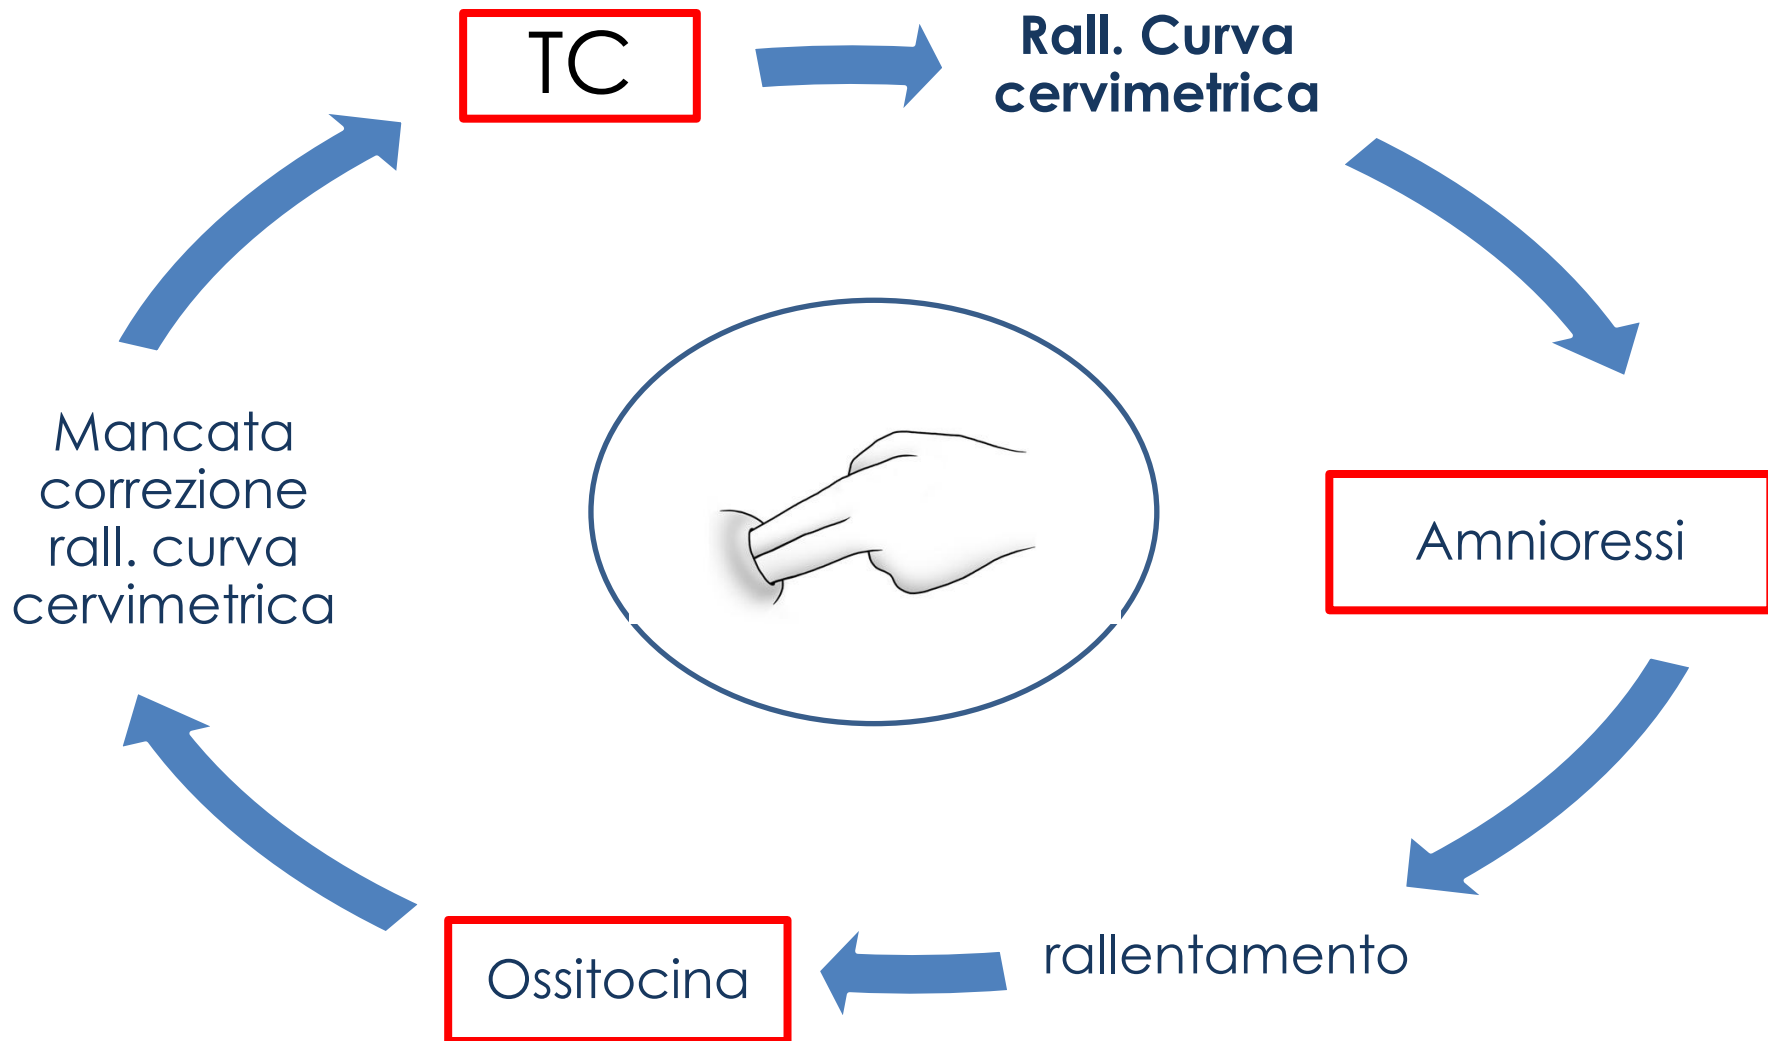 TC
Rall. Curva
cervimetrica
Amnioressi
rallentamento
Ossitocina
Mancata
correzione
rall. curva
cervimetrica